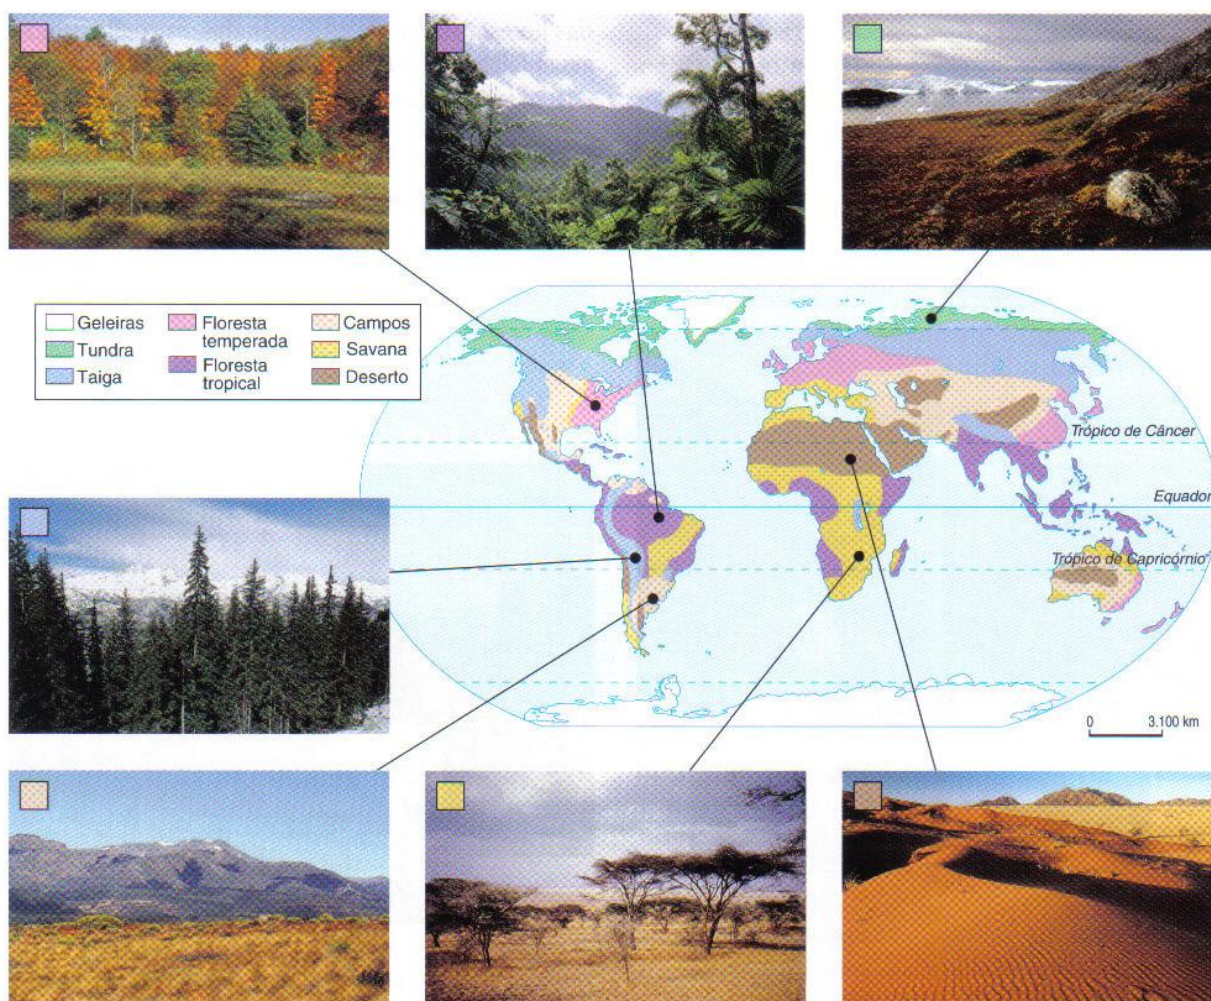 Geleiras
Tundra
Taiga
Floresta
temperada
Floresta
tropical
Campos
Savana
Deserto
Trópico de Câncer
Equador
Trópico de Capricórnio
0 3.100 km